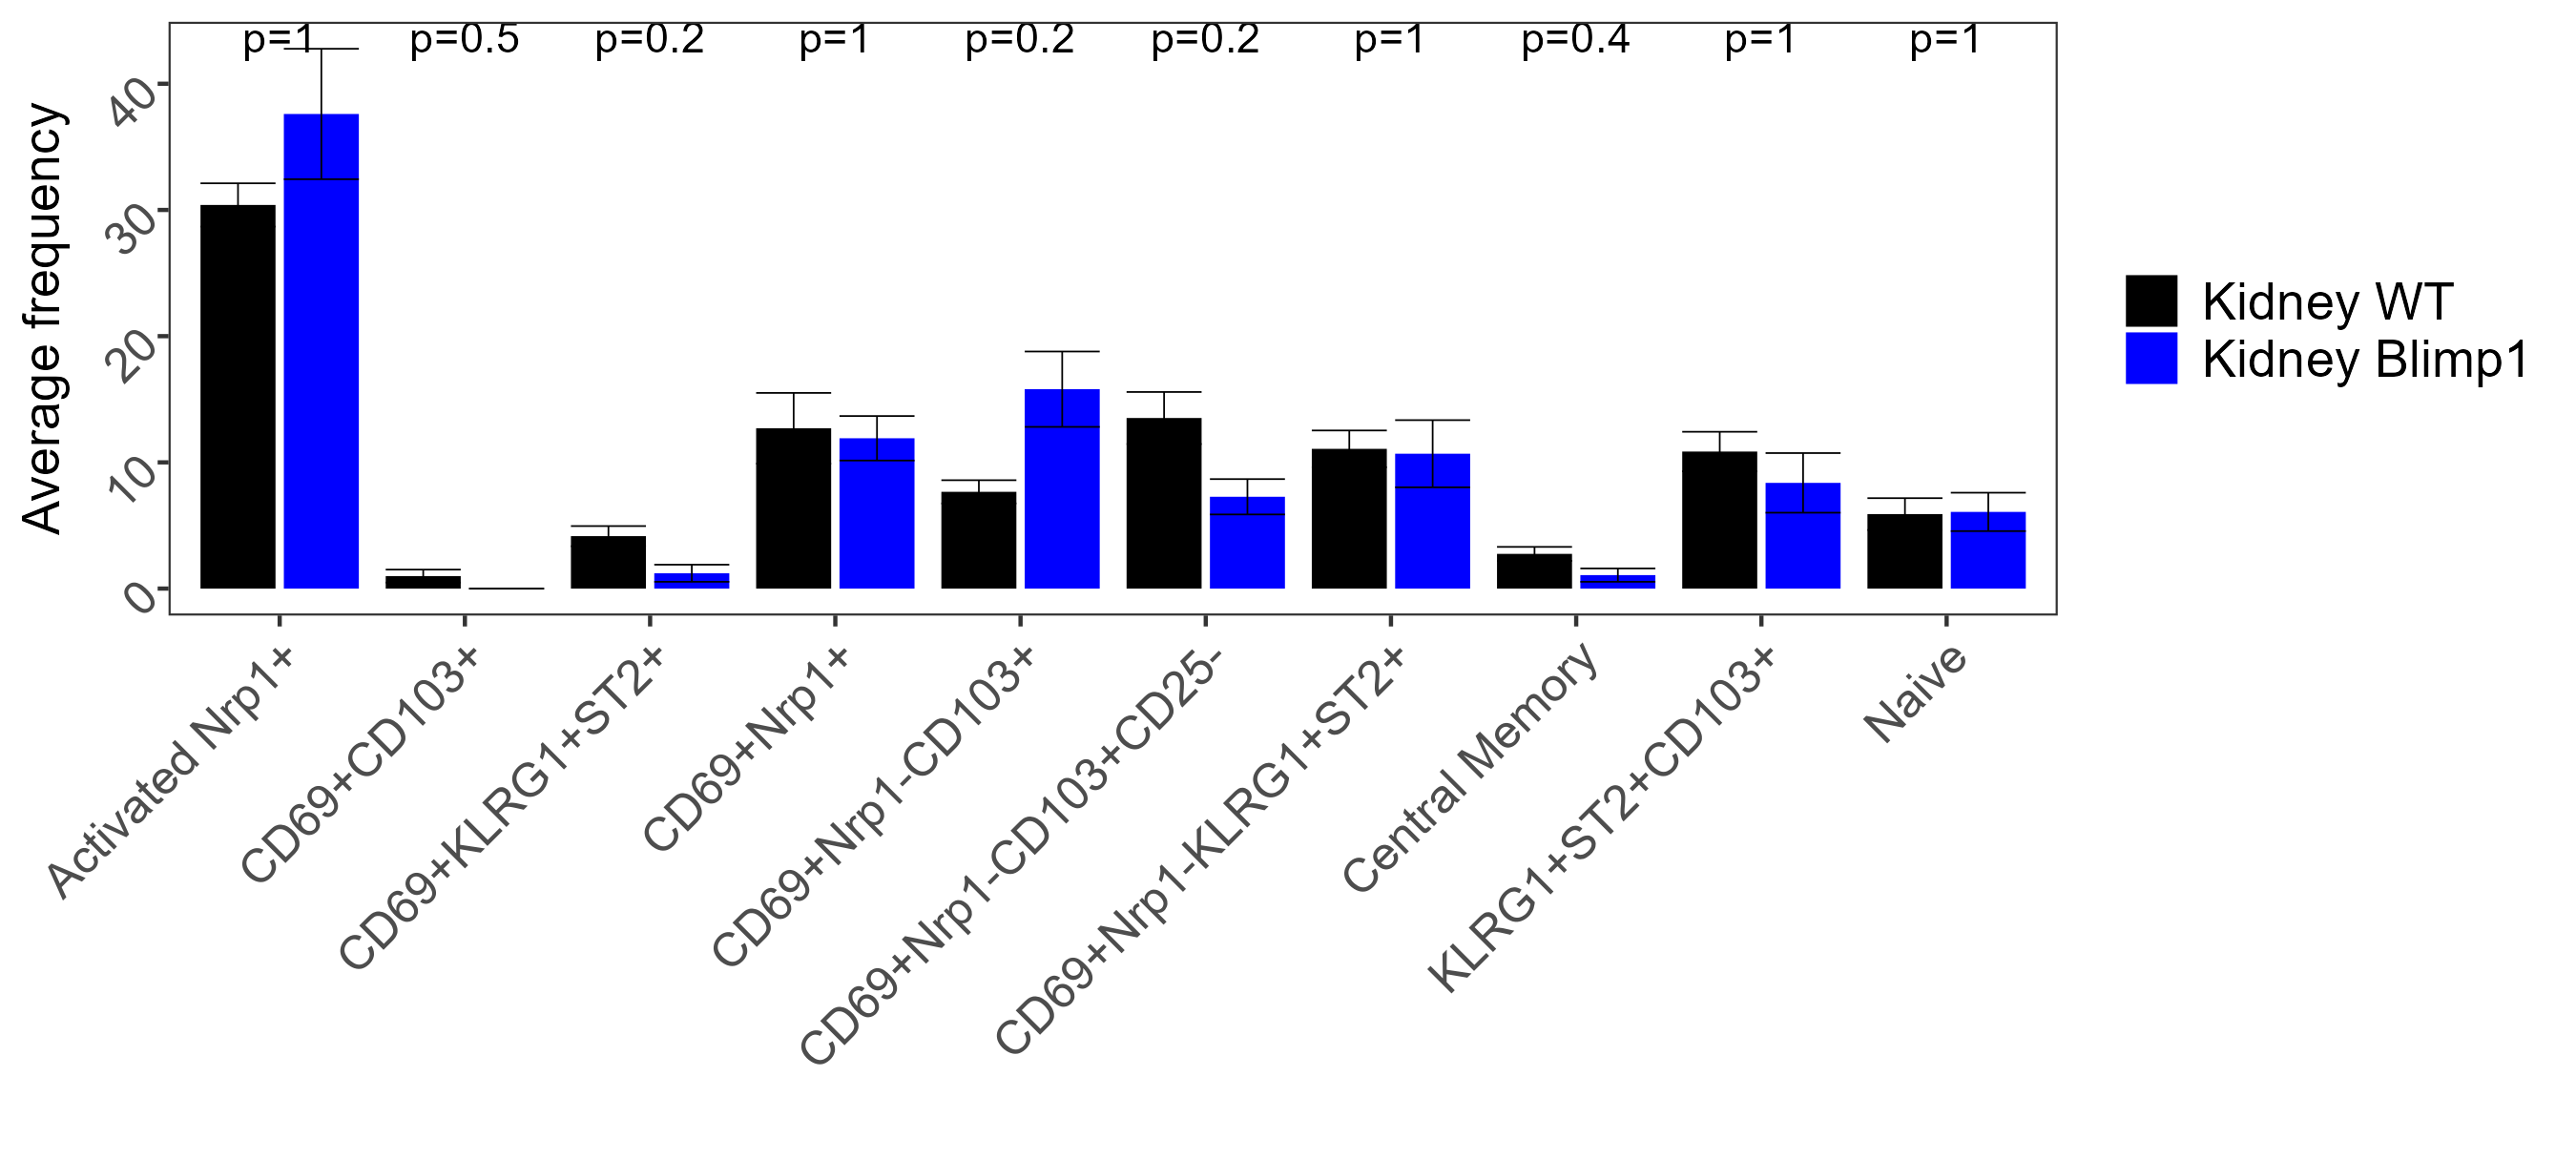 p=1 p=0.5 p=0.2 p=1 p=0.2 p=0.2 p=1 p=0.4 p=1 p=1
Average frequency
40
30
20
10
0
Activated Nrp1+
CD69+CD103+
CD69+KLRG1+ST2+
CD69+Nrp1+
CD69+Nrp1-CD103+
CD69+Nrp1-CD103+CD25-
CD69+Nrp1-KLRG1+ST2+
Central Memory
KLRG1+ST2+CD103+
Naive
Kidney WT
Kidney Blimp1